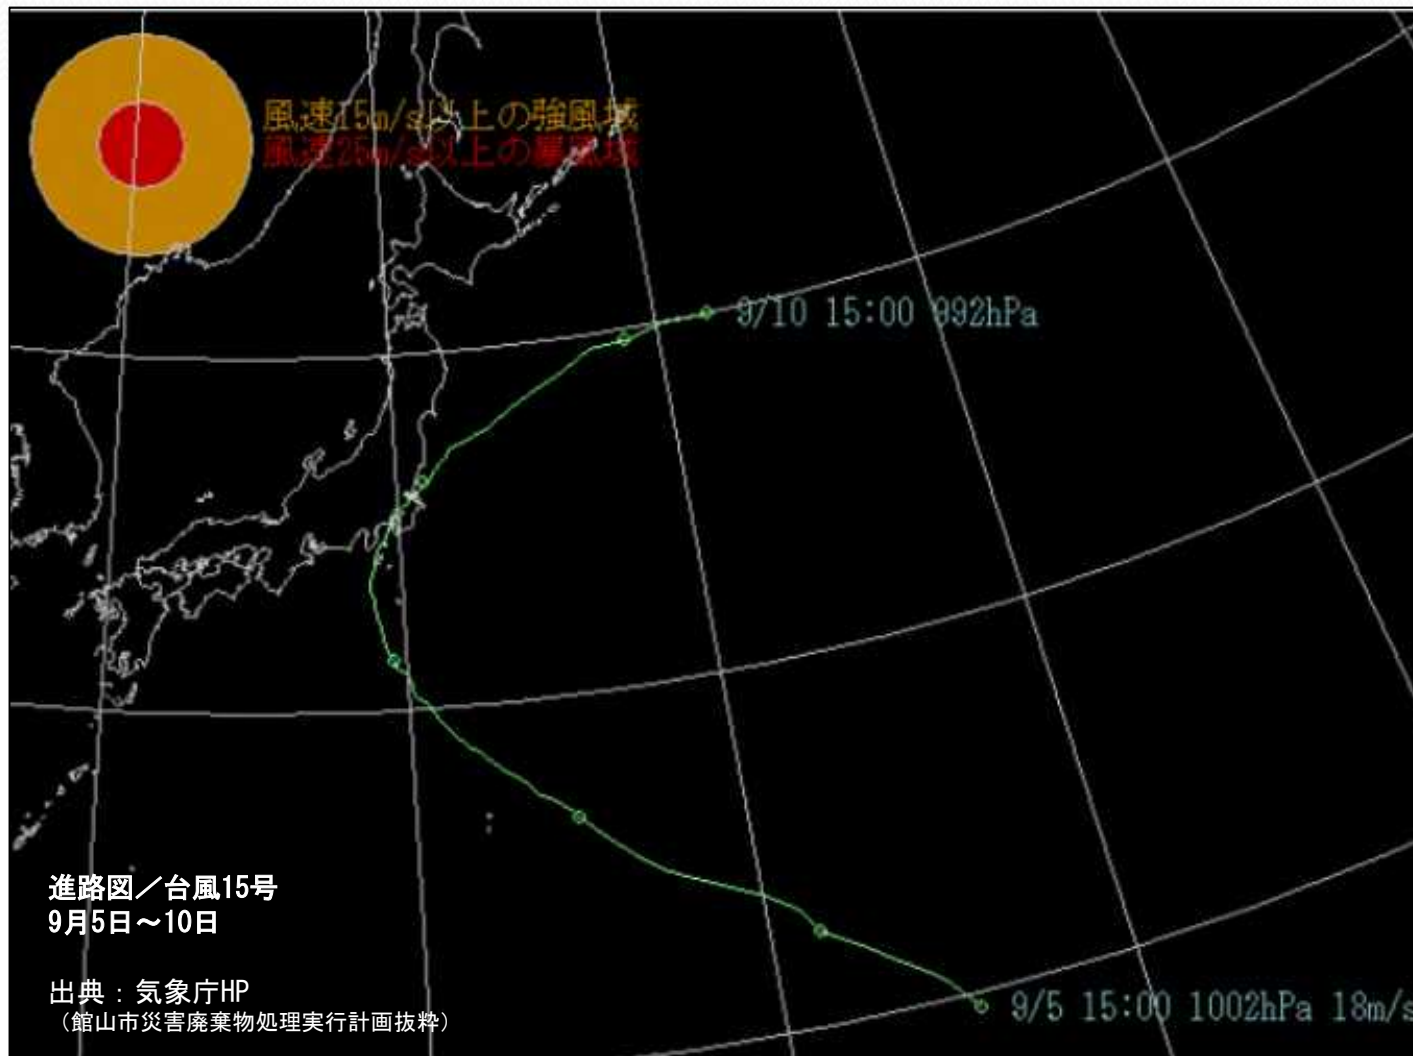 風速15m/s以上の強風域
風速25m/s以上の暴風域
9/10 15:00 992hPa
9/5 15:00 1002hPa 18m/s
進路図／台風15号
9月5日～10日
出典：気象庁HP
（館山市災害廃棄物処理実行計画抜粋）